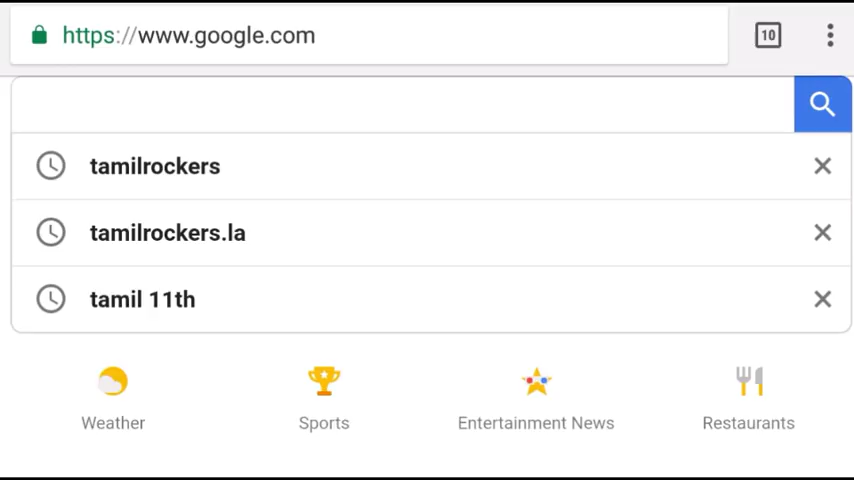 https://www.google.com
10
tamilrockers
tamilrockers.la
tamil 11th
Weather
Sports
Entertainment News
Restaurants